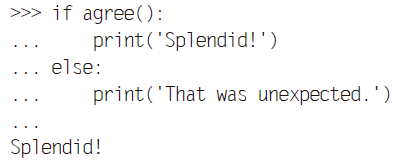 >>> if agree():
...     print('Splendid!')
... else:
...     print('That was unexpected.')
...
Splendid!